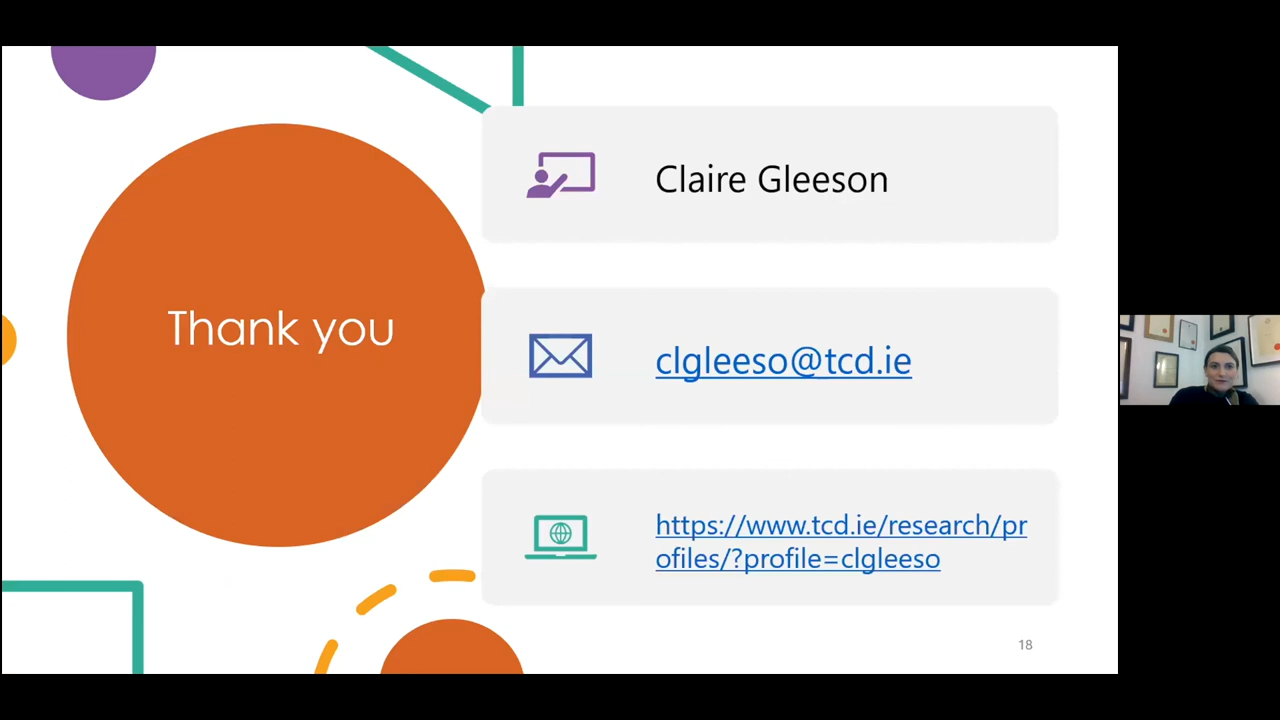 Thank you
Claire Gleeson
clgleeso@tcd.ie
https://www.tcd.ie/research/pr
ofiles/?profile=clgleeso
18